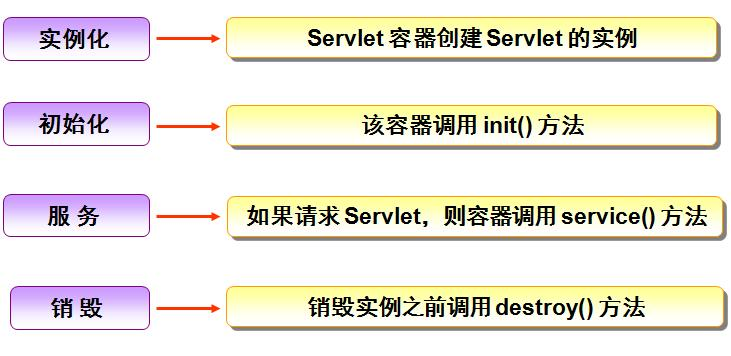 实例化
Servlet 容器创建 Servlet 的实例
初始化
该容器调用 init() 方法
服 务
如果请求 Servlet，则容器调用 service() 方法
销 毁
销毁实例之前调用 destroy() 方法